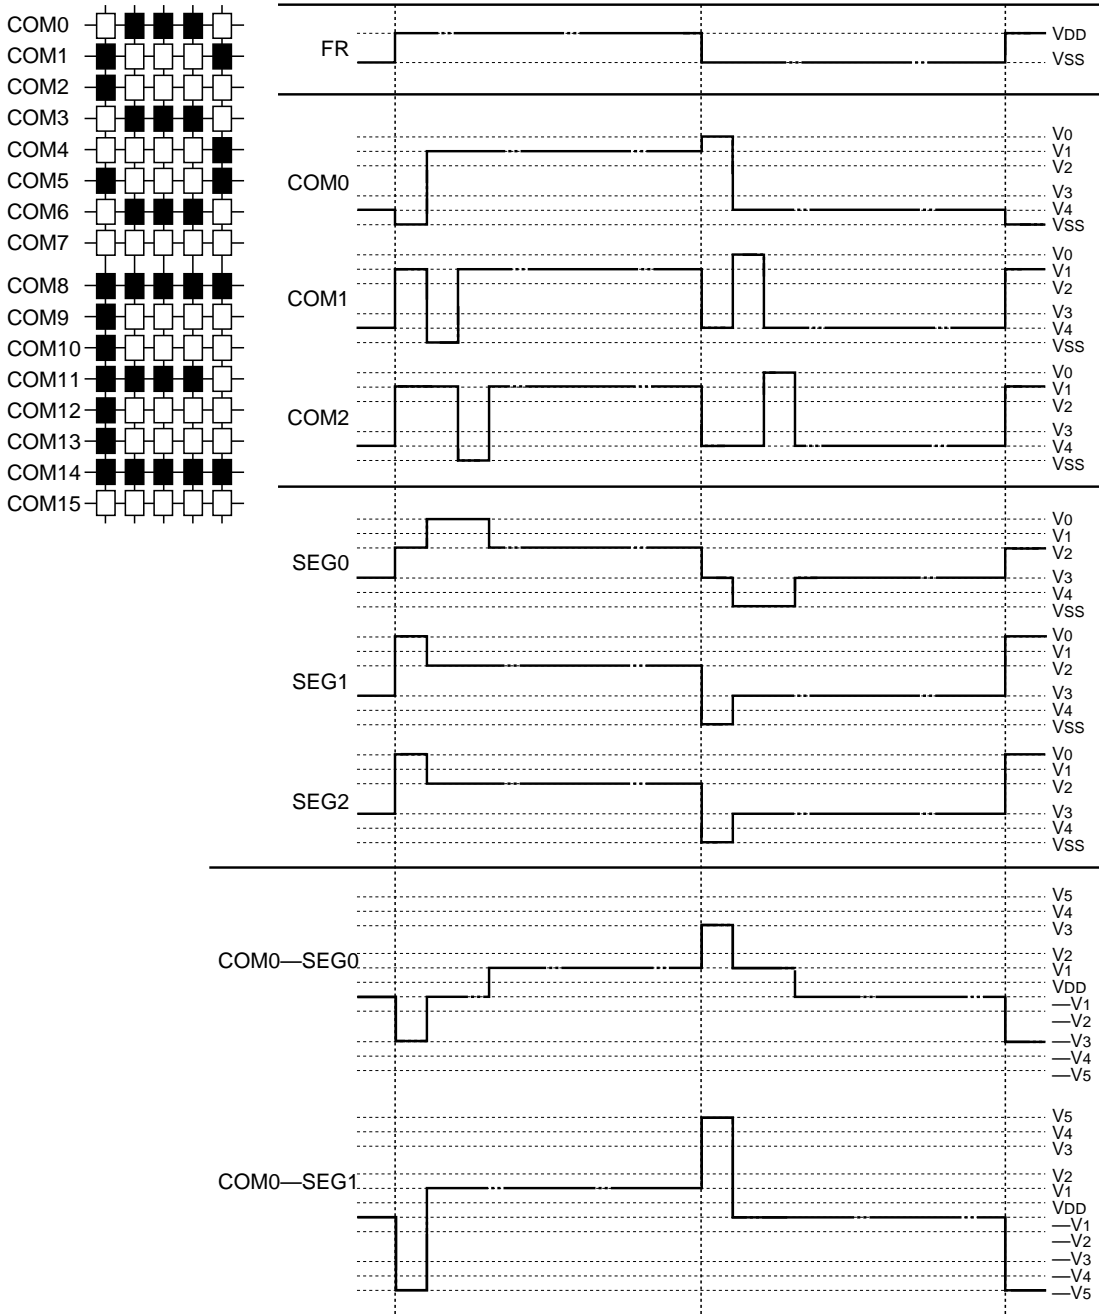 COM0
COM1
COM2
COM3
COM4
COM5
COM6
COM7
COM8
COM9
COM10
COM11
COM12
COM13
COM14
COM15
FR
VDD
VSS
COM0
V0
V1
V2
V3
V4
VSS
COM1
V0
V1
V2
V3
V4
VSS
COM2
V0
V1
V2
V3
V4
VSS
SEG0
V0
V1
V2
V3
V4
VSS
SEG1
V0
V1
V2
V3
V4
VSS
SEG2
V0
V1
V2
V3
V4
VSS
COM0—SEG0
V5
V4
V3
V2
V1
VDD
—V1
—V2
—V3
—V4
—V5
COM0—SEG1
V5
V4
V3
V2
V1
VDD
—V1
—V2
—V3
—V4
—V5